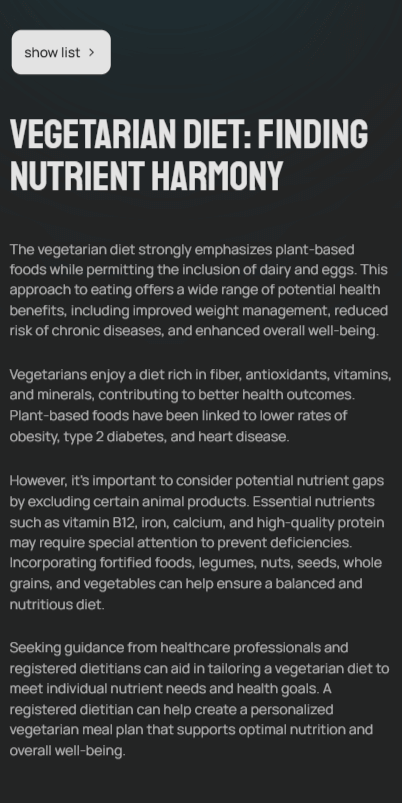 show list >
VEGETARIAN DIET: FINDING
NUTRIENT HARMONY
The vegetarian diet strongly emphasizes plant-based
foods while permitting the inclusion of dairy and eggs. This
approach to eating offers a wide range of potential health
benefits, including improved weight management, reduced
risk of chronic diseases, and enhanced overall well-being.
Vegetarians enjoy a diet rich in fiber, antioxidants, vitamins,
and minerals, contributing to better health outcomes.
Plant-based foods have been linked to lower rates of
obesity, type 2 diabetes, and heart disease.
However, it's important to consider potential nutrient gaps
by excluding certain animal products. Essential nutrients
such as vitamin B12, iron, calcium, and high-quality protein
may require special attention to prevent deficiencies.
Incorporating fortified foods, legumes, nuts, seeds, whole
grains, and vegetables can help ensure a balanced and
nutritious diet.
Seeking guidance from healthcare professionals and
registered dietitians can aid in tailoring a vegetarian diet to
meet individual nutrient needs and health goals. A
registered dietitian can help create a personalized
vegetarian meal plan that supports optimal nutrition and
overall well-being.